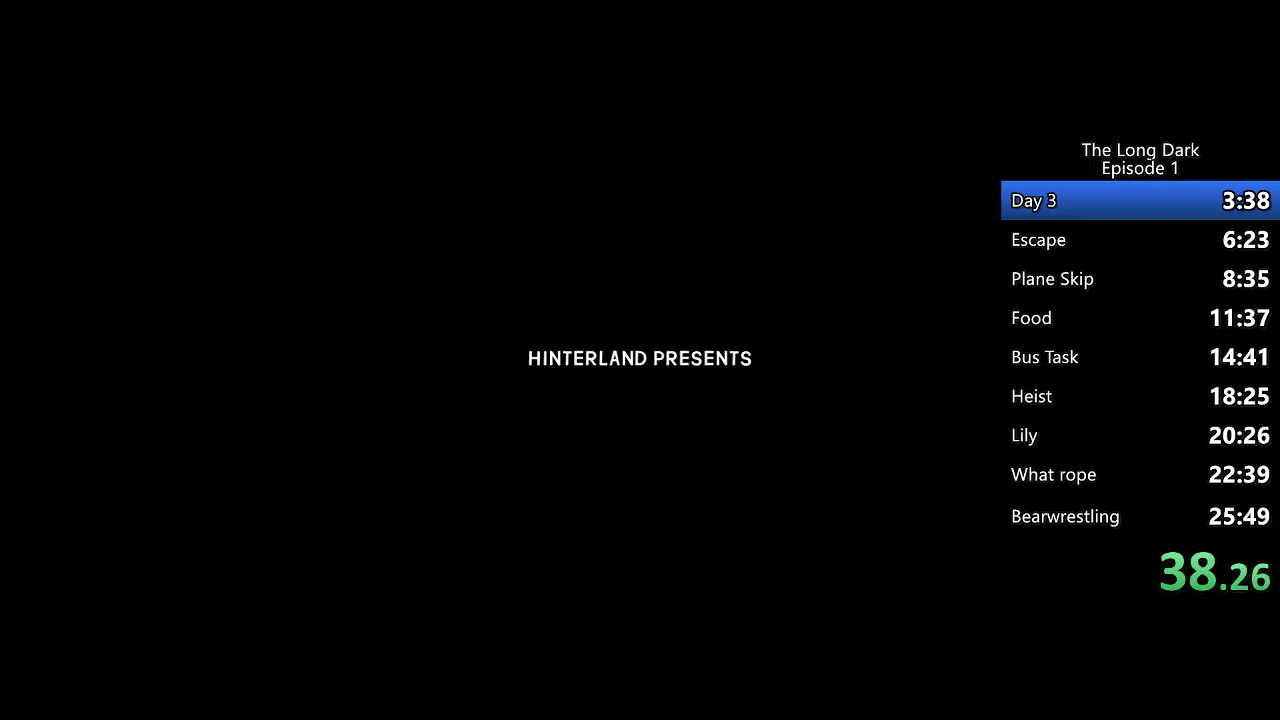 HINTERLAND PRESENTS
The Long Dark
Episode 1
Day 3 3:38
Escape 6:23
Plane Skip 8:35
Food 11:37
Bus Task 14:41
Heist 18:25
Lily 20:26
What rope 22:39
Bearwrestling 25:49
38.26